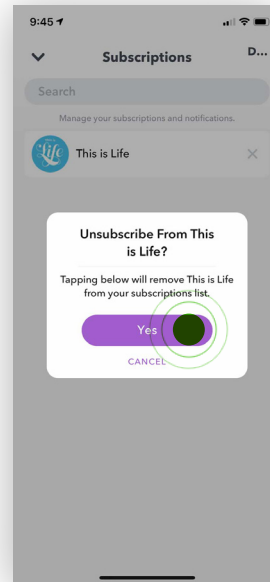 9:45
Subscriptions
D...
Search
Manage your subscriptions and notifications.
Life
This is Life
Unsubscribe From This
is Life?
Tapping below will remove This is Life
from your subscriptions list.
Yes
CANCEL